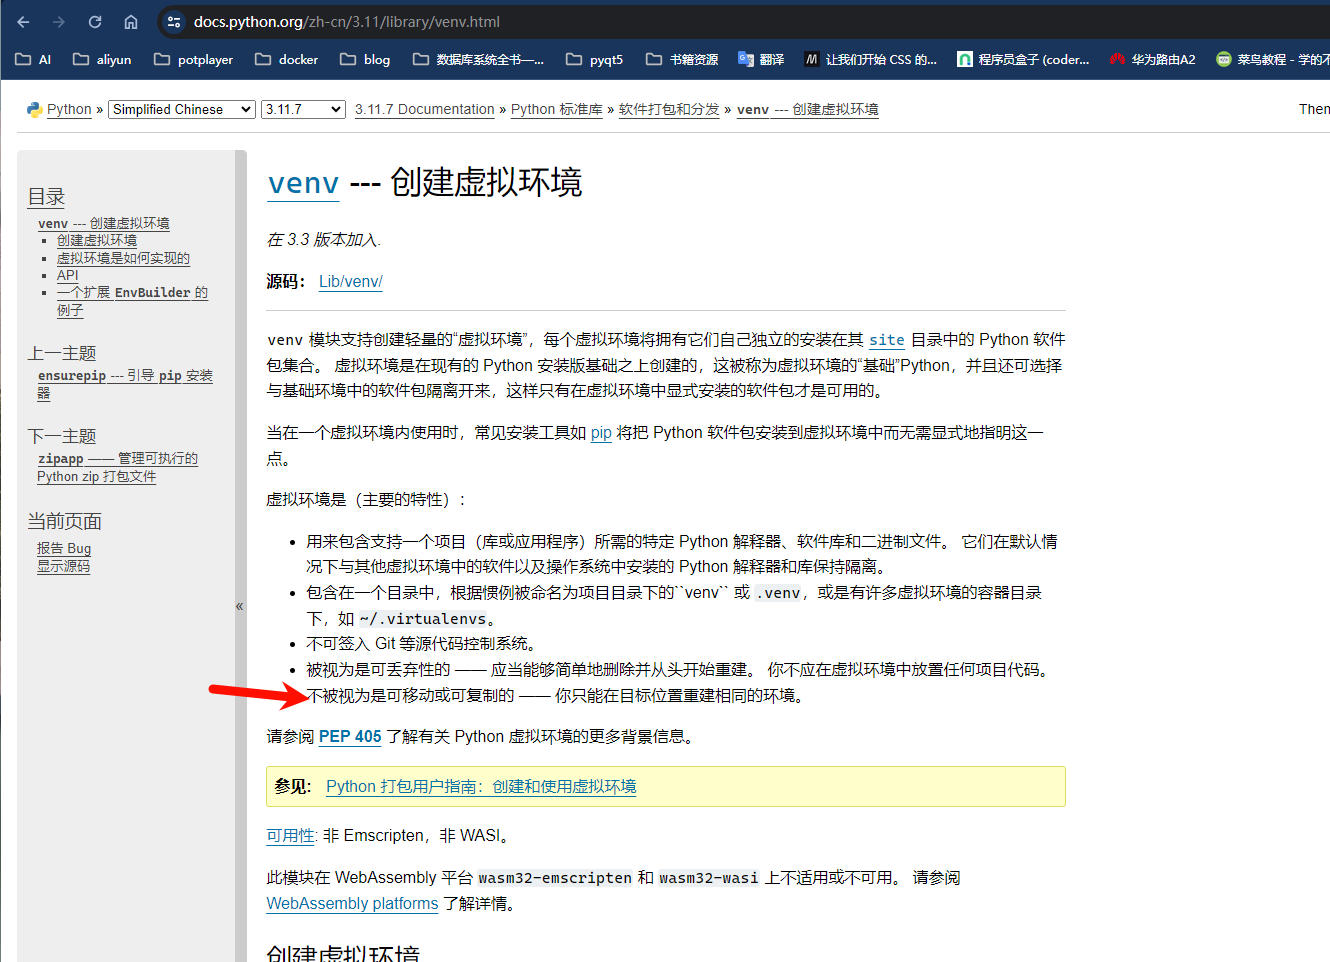 docs.python.org/zh-cn/3.11/library/venv.html
AI aliyun potplayer docker blog 数据库系统全书—... pyqt5 书籍资源 翻译 让我们开始 CSS 的... 程序员盒子 (coder... 华为路由A2 菜鸟教程 - 学的不
Python » Simplified Chinese 3.11.7 3.11.7 Documentation » Python 标准库 » 软件打包和分发 » venv --- 创建虚拟环境 Them
目录
venv --- 创建虚拟环境
创建虚拟环境
虚拟环境是如何实现的
API
一个扩展 EnvBuilder 的
例子
上一主题
ensurepip --- 引导 pip 安装
器
下一主题
zipapp —— 管理可执行的
Python zip 打包文件
当前页面
报告 Bug
显示源码
«
venv --- 创建虚拟环境
在 3.3 版本加入.
源码： Lib/venv/
venv 模块支持创建轻量的“虚拟环境”，每个虚拟环境将拥有它们自己独立的安装在其 site 目录中的 Python 软件
包集合。 虚拟环境是在现有的 Python 安装版基础之上创建的，这被称为虚拟环境的“基础”Python，并且还可选择
与基础环境中的软件包隔离开来，这样只有在虚拟环境中显式安装的软件包才是可用的。
当在一个虚拟环境内使用时，常见安装工具如 pip 将把 Python 软件包安装到虚拟环境中而无需显式地指明这一
点。
虚拟环境是（主要的特性）：
用来包含支持一个项目（库或应用程序）所需的特定 Python 解释器、软件库和二进制文件。 它们在默认情
况下与其他虚拟环境中的软件以及操作系统中安装的 Python 解释器和库保持隔离。
包含在一个目录中，根据惯例被命名为项目目录下的``venv`` 或 .venv，或是有许多虚拟环境的容器目录
下，如 ~/.virtualenvs。
不可签入 Git 等源代码控制系统。
被视为是可丢弃性的 —— 应当能够简单地删除并从头开始重建。 你不应在虚拟环境中放置任何项目代码。
不被视为是可移动或可复制的 —— 你只能在目标位置重建相同的环境。
请参阅 PEP 405 了解有关 Python 虚拟环境的更多背景信息。
参见： Python 打包用户指南：创建和使用虚拟环境
可用性: 非 Emscripten，非 WASI。
此模块在 WebAssembly 平台 wasm32-emscripten 和 wasm32-wasi 上不适用或不可用。 请参阅
WebAssembly platforms 了解详情。
创建虚拟环境